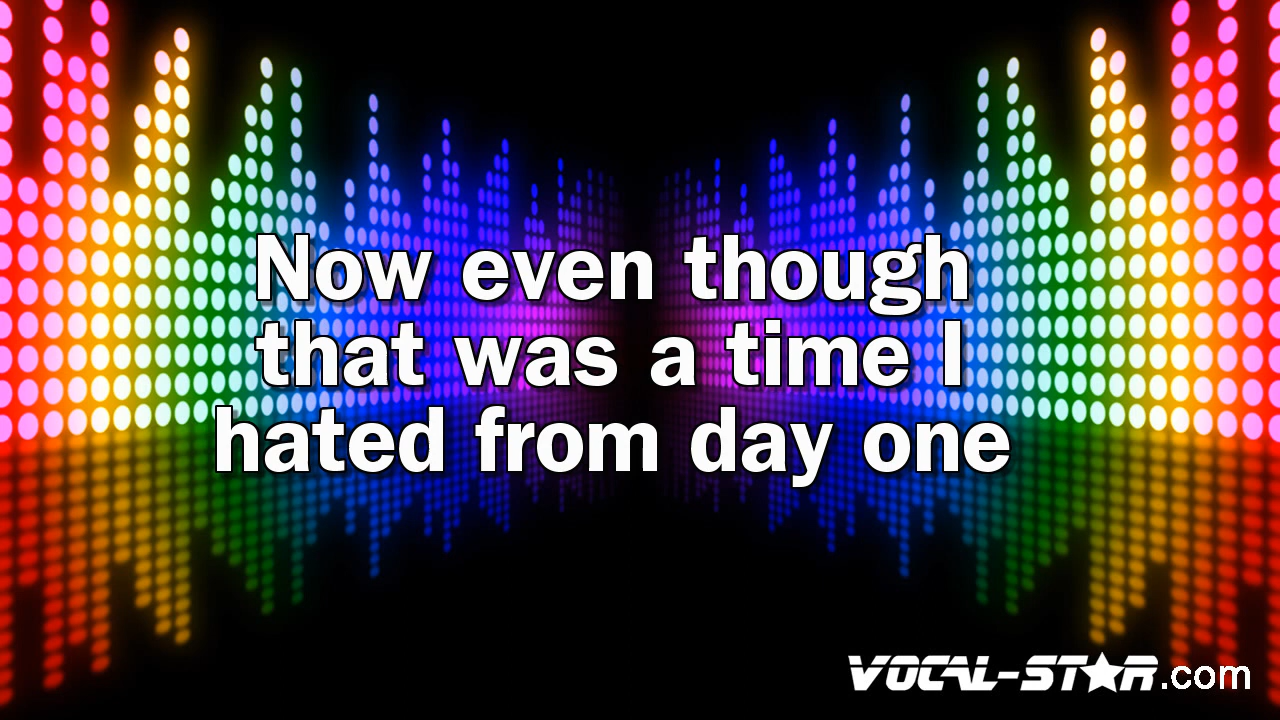 Now even though
that was a time I
hated from day one
VOCAL-STAR.com